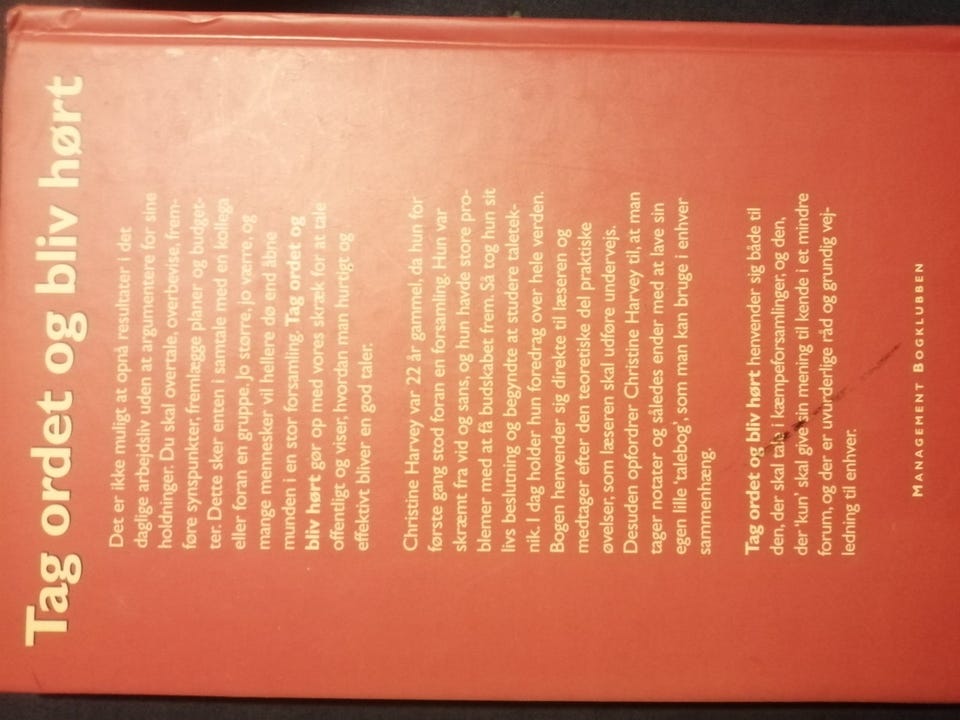 Tag ordet og bliv hørt
Det er ikke muligt at opnå resultater i det
daglige arbejdsliv uden at argumentere for sine
holdninger. Du skal overtale, overbevise, frem-
føre synspunkter, fremlægge planer og budget-
ter. Dette sker enten i samtale med en kollega
eller foran en gruppe. Jo større, jo værre, og
mange mennesker vil hellere dø end åbne
munden i en stor forsamling. Tag ordet og
bliv hørt gør op med vores skræk for at tale
offentligt og viser, hvordan man hurtigt og
effektivt bliver en god taler.
Christine Harvey var 22 år gammel, da hun for
første gang stod foran en forsamling. Hun var
skræmt fra vid og sans, og hun havde store pro-
blemer med at få budskabet frem. Så tog hun sit
livs beslutning og begyndte at studere taletek-
nik. I dag holder hun foredrag over hele verden.
Bogen henvender sig direkte til læseren og
medtager efter den teoretiske del praktiske
øvelser, som læseren skal udføre undervejs.
Desuden opfordrer Christine Harvey til, at man
tager notater og således ender med at lave sin
egen lille 'talebog', som man kan bruge i enhver
sammenhæng.
Tag ordet og bliv hørt henvender sig både til
den, der skal tale i kæmpeforsamlinger, og den,
der 'kun' skal give sin mening til kende i et mindre
forum, og der er uvurderlige råd og grundig vej-
ledning til enhver.
MANAGEMENT BOGKLUBBEN